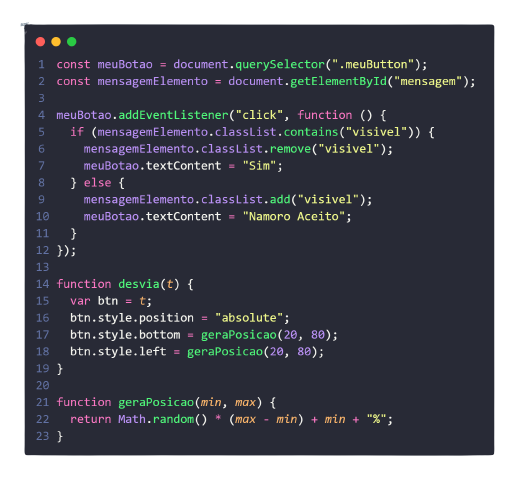 1 const meuBotao = document.querySelector(".meuButton");
2 const mensagemElemento = document.getElementById("mensagem");
3
4 meuBotao.addEventListener("click", function () {
5   if (mensagemElemento.classList.contains("visivel")) {
6     mensagemElemento.classList.remove("visivel");
7     meuBotao.textContent = "Sim";
8   } else {
9     mensagemElemento.classList.add("visivel");
10     meuBotao.textContent = "Namoro Aceito";
11   }
12 });
13
14 function desvia(t) {
15   var btn = t;
16   btn.style.position = "absolute";
17   btn.style.bottom = geraPosicao(20, 80);
18   btn.style.left = geraPosicao(20, 80);
19 }
20
21 function geraPosicao(min, max) {
22   return Math.random() * (max - min) + min + "%";
23 }